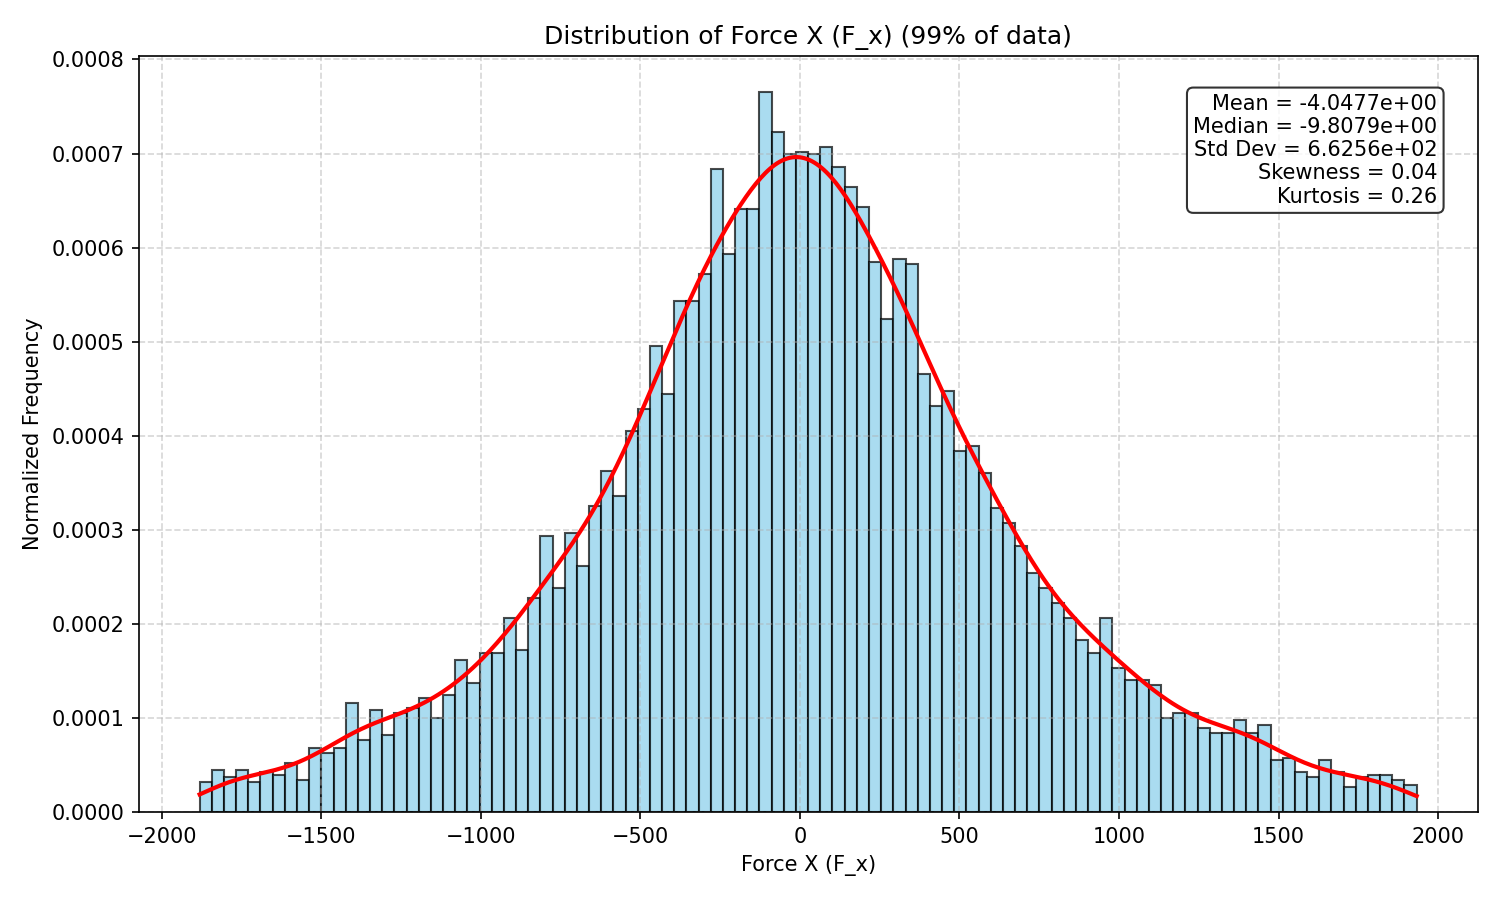 Distribution of Force X (F_x) (99% of data)
Mean = -4.0477e+00
Median = -9.8079e+00
Std Dev = 6.6256e+02
Skewness = 0.04
Kurtosis = 0.26
Normalized Frequency
0.0008
0.0007
0.0006
0.0005
0.0004
0.0003
0.0002
0.0001
0.0000
−2000 −1500 −1000 −500 0 500 1000 1500 2000
Force X (F_x)